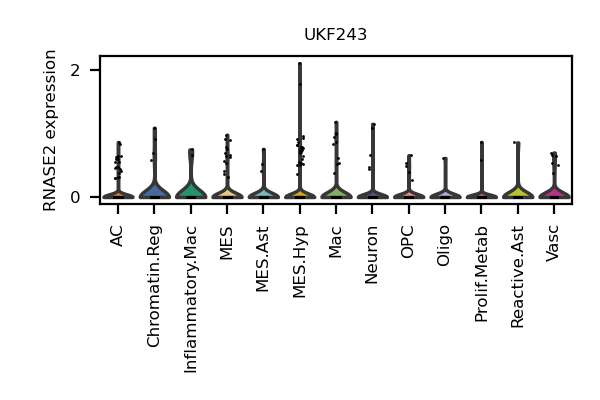 UKF243
RNASE2 expression
2
0
AC
Chromatin.Reg
Inflammatory.Mac
MES
MES.Ast
MES.Hyp
Mac
Neuron
OPC
Oligo
Prolif.Metab
Reactive.Ast
Vasc